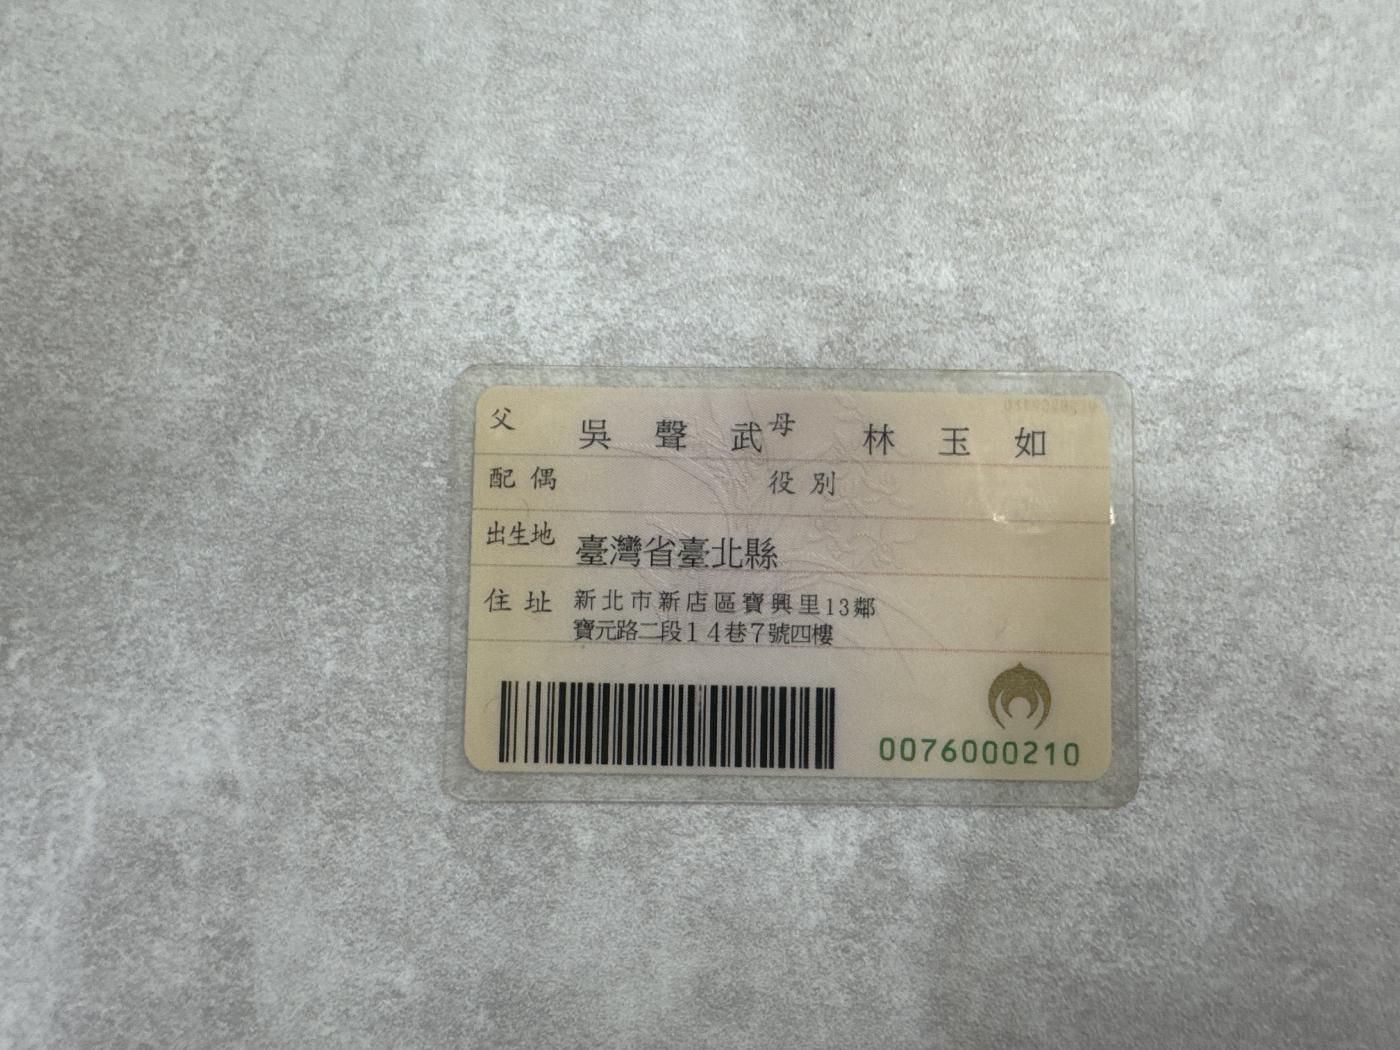 父 吳聲武 母 林玉如
配偶 役別
出生地 臺灣省臺北縣
住址 新北市新店區寶興里13鄰
寶元路二段14巷7號四樓
0076000210